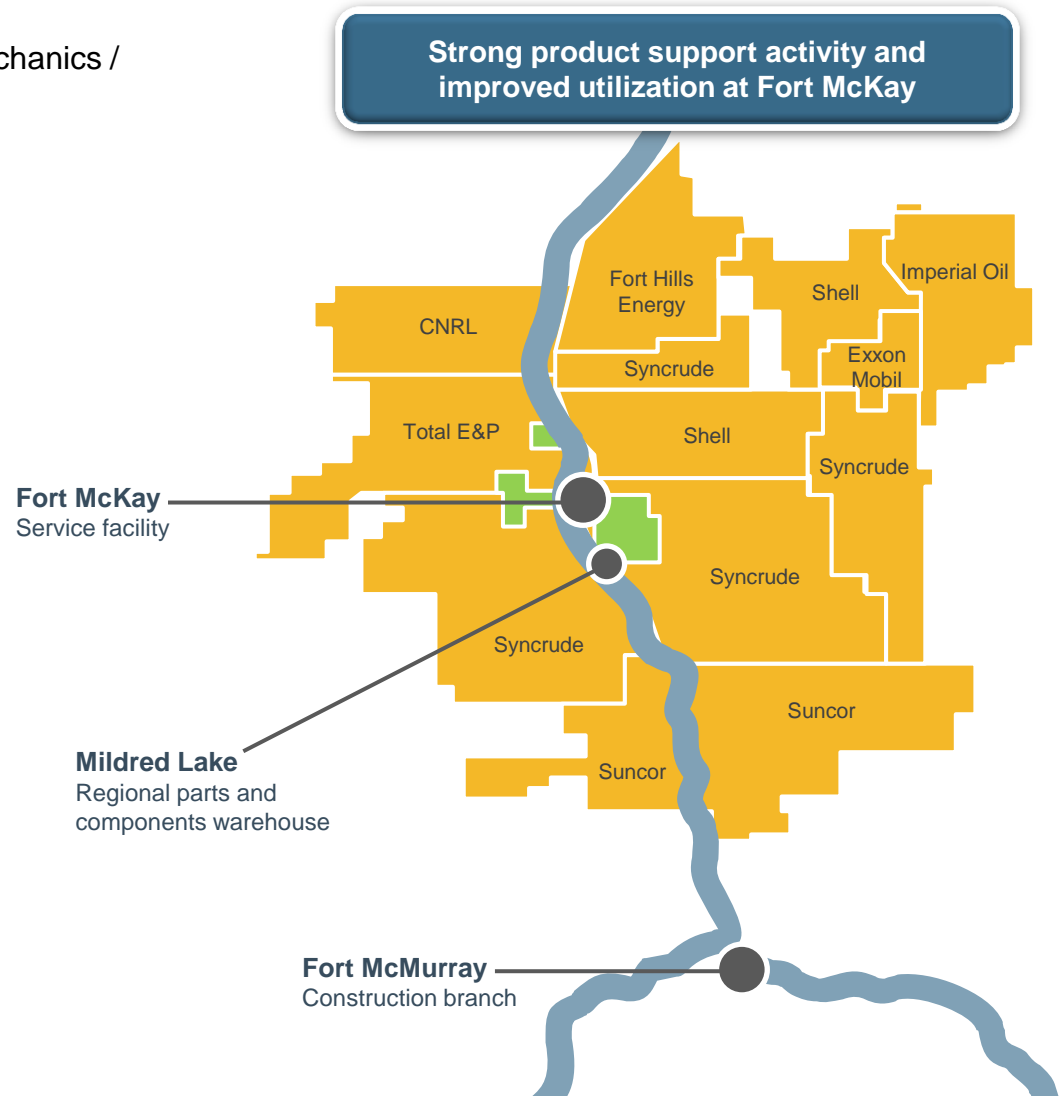 Strong product support activity and
improved utilization at Fort McKay
Fort Hills
Energy
Shell
Imperial Oil
CNRL
Syncrude
Exxon
Mobil
Total E&P
Shell
Syncrude
Fort McKay
Service facility
Syncrude
Syncrude
Suncor
Mildred Lake
Regional parts and
components warehouse
Suncor
Fort McMurray
Construction branch